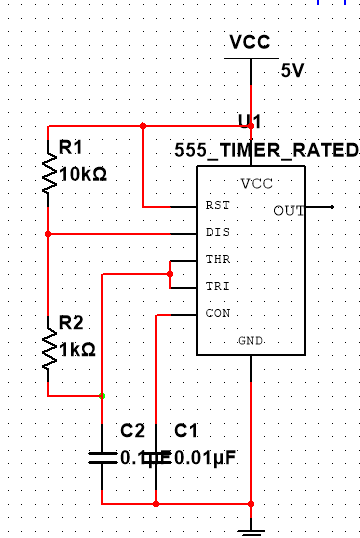 VCC
5V
U1
555_TIMER_RATED
R1
10kΩ
VCC
RST
OUT
DIS
THR
TRI
R2
1kΩ
CON
GND
C2
0.1µF
C1
0.01µF